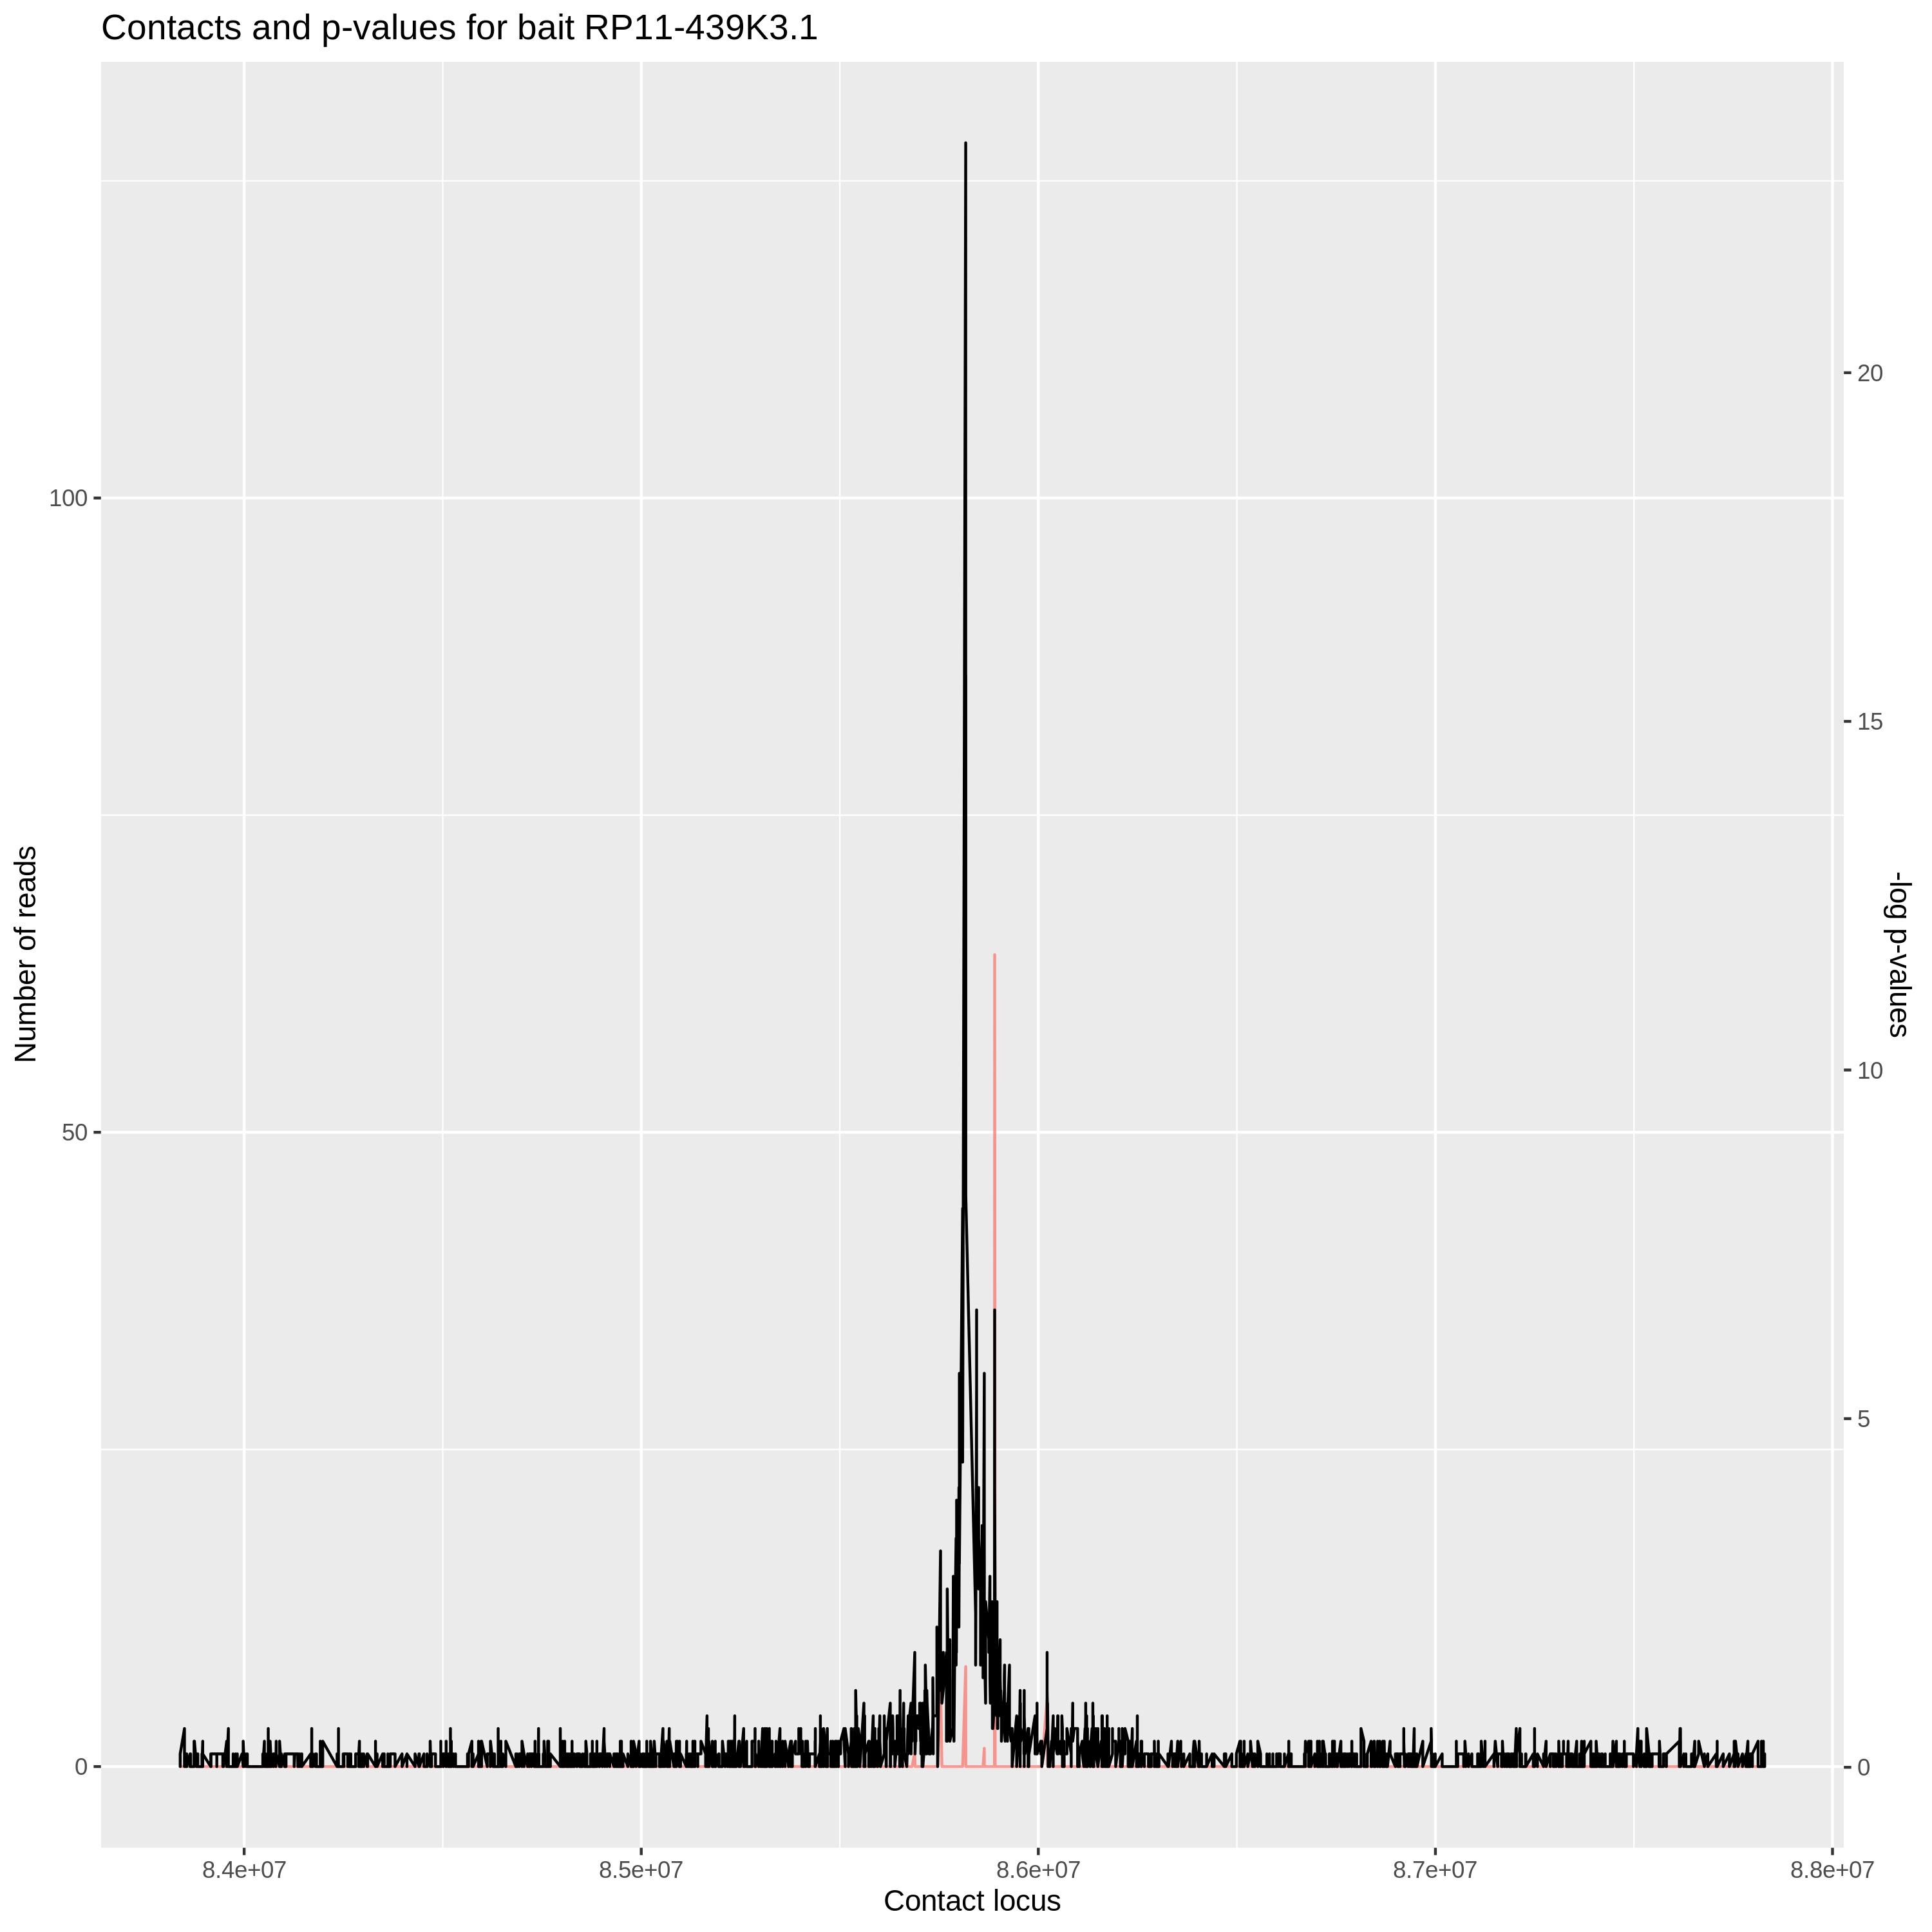 Contacts and p-values for bait RP11-439K3.1
Number of reads
100
50
0
20
15
10
5
0
-log p-values
8.4e+07
8.5e+07
8.6e+07
8.7e+07
8.8e+07
Contact locus